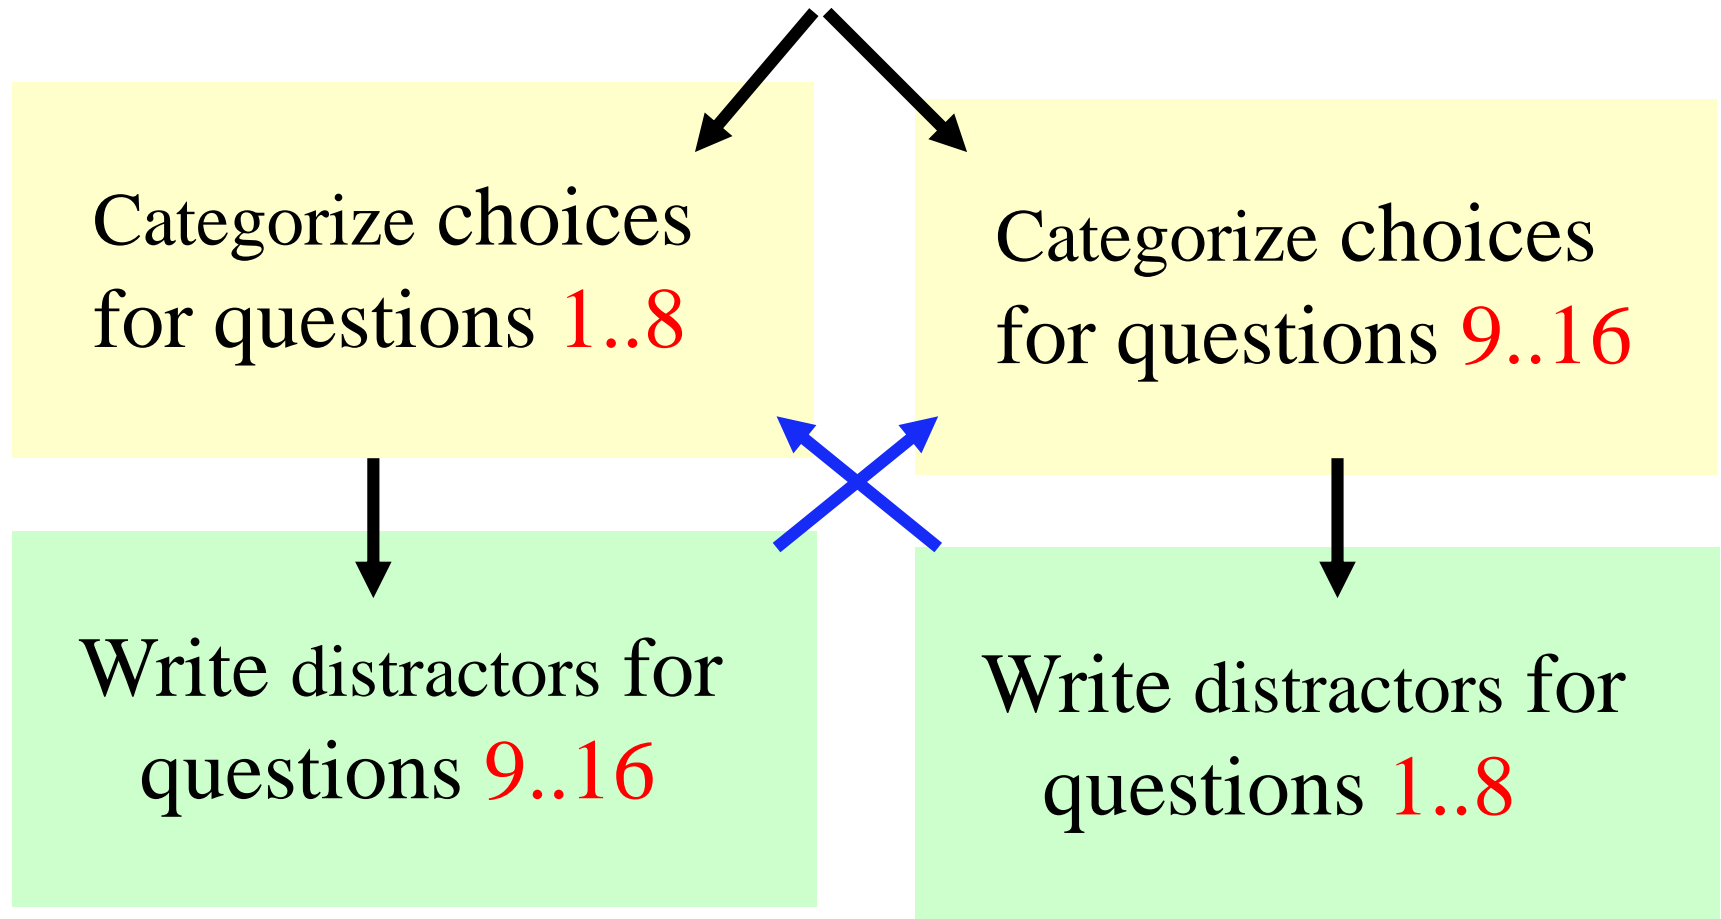 Categorize choices
for questions 1..8
Categorize choices
for questions 9..16
Write distractors for
questions 9..16
Write distractors for
questions 1..8